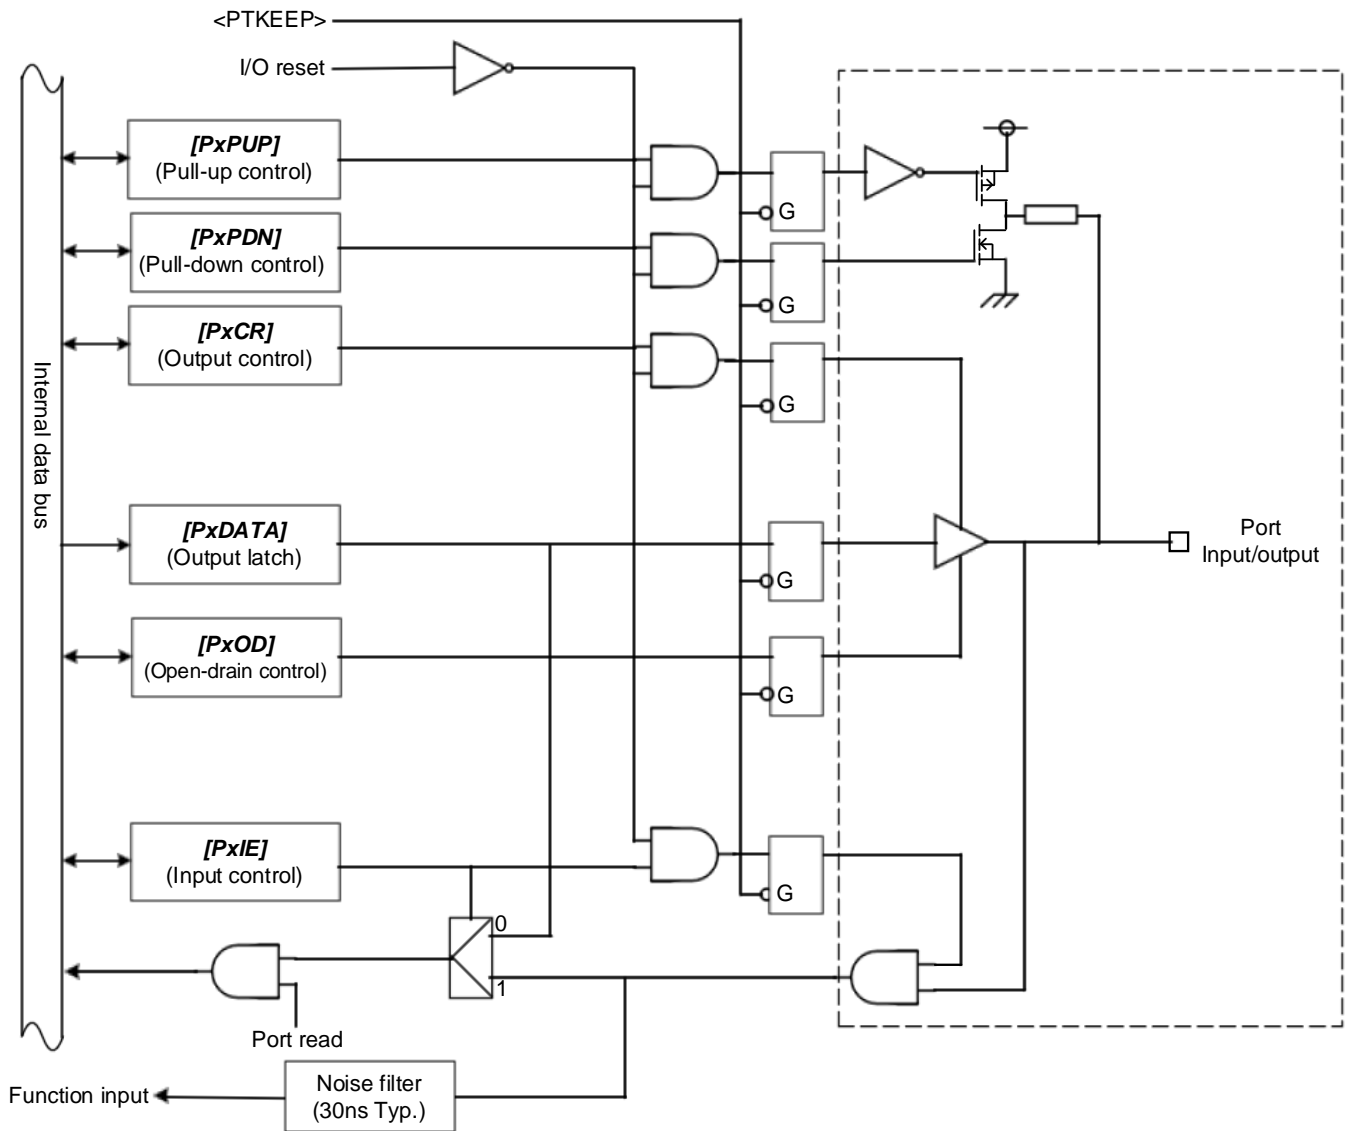 <PTKEEP>
I/O reset
[PxPUP]
(Pull-up control)
G
[PxPDN]
(Pull-down control)
G
[PxCR]
(Output control)
G
Internal data bus
[PxDATA]
(Output latch)
G
Port
Input/output
[PxOD]
(Open-drain control)
G
[PxIE]
(Input control)
G
0
1
Port read
Noise filter
(30ns Typ.)
Function input